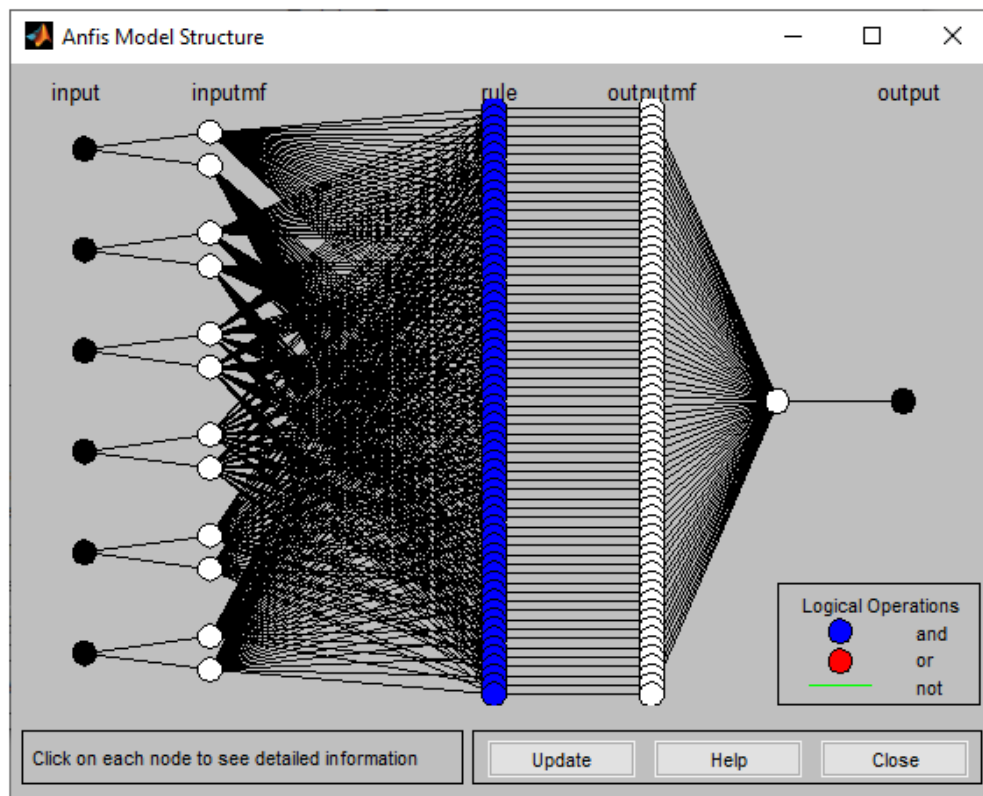 Anfis Model Structure
input inputmf rule outputmf output
Logical Operations
and
or
not
Click on each node to see detailed information
Update Help Close